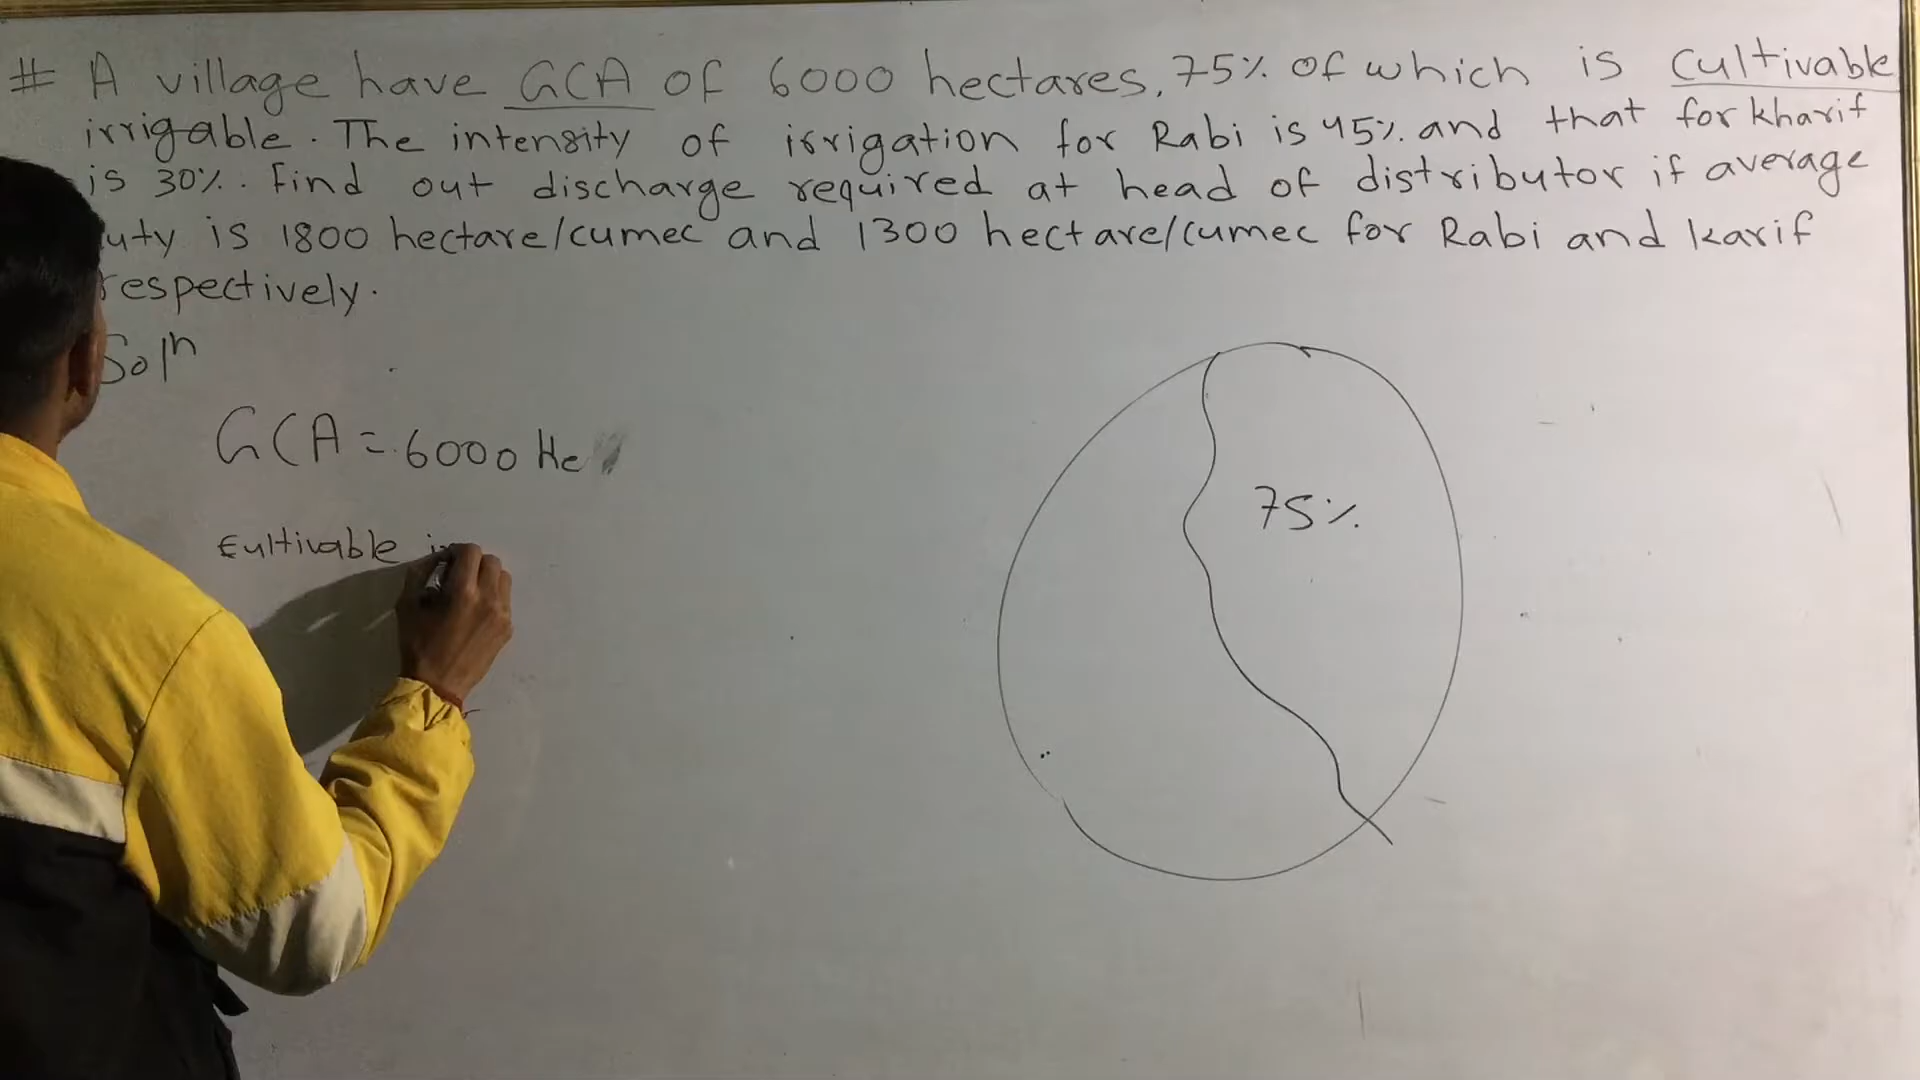 # A village have GCA of 6000 hectares, 75% of which is cultivable
irrigable. The intensity of irrigation for Rabi is 45% and that for kharif
is 30%. Find out discharge required at head of distributor if average
uty is 1800 hectare/cumec and 1300 hectare/cumec for Rabi and karif
respectively.
Solⁿ
GCA = 6000 He
75%
Cultivable